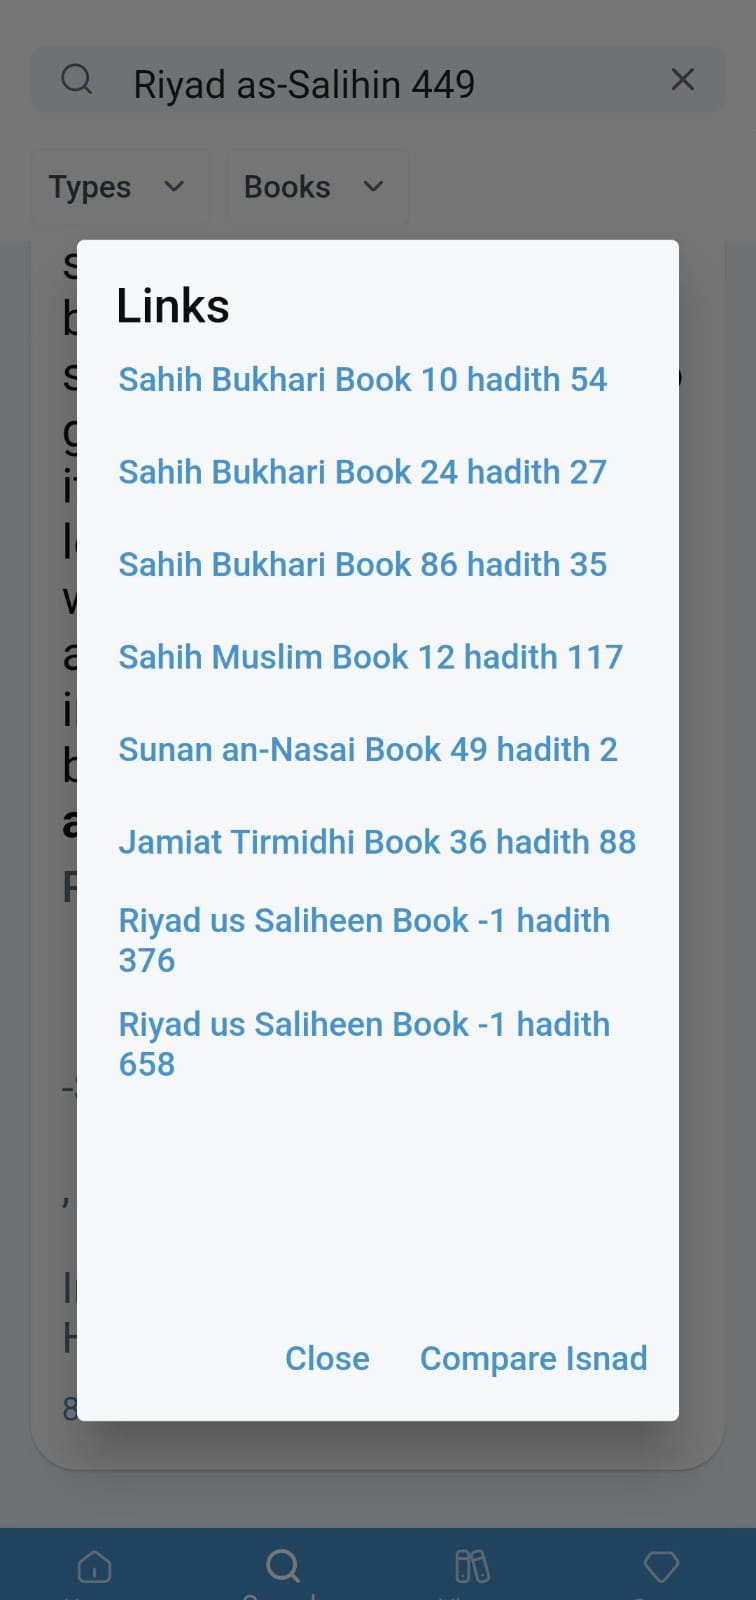 Riyad as-Salihin 449
Types
Books
Links
Sahih Bukhari Book 10 hadith 54
Sahih Bukhari Book 24 hadith 27
Sahih Bukhari Book 86 hadith 35
Sahih Muslim Book 12 hadith 117
Sunan an-Nasai Book 49 hadith 2
Jamiat Tirmidhi Book 36 hadith 88
Riyad us Saliheen Book -1 hadith
376
Riyad us Saliheen Book -1 hadith
658
Close
Compare Isnad